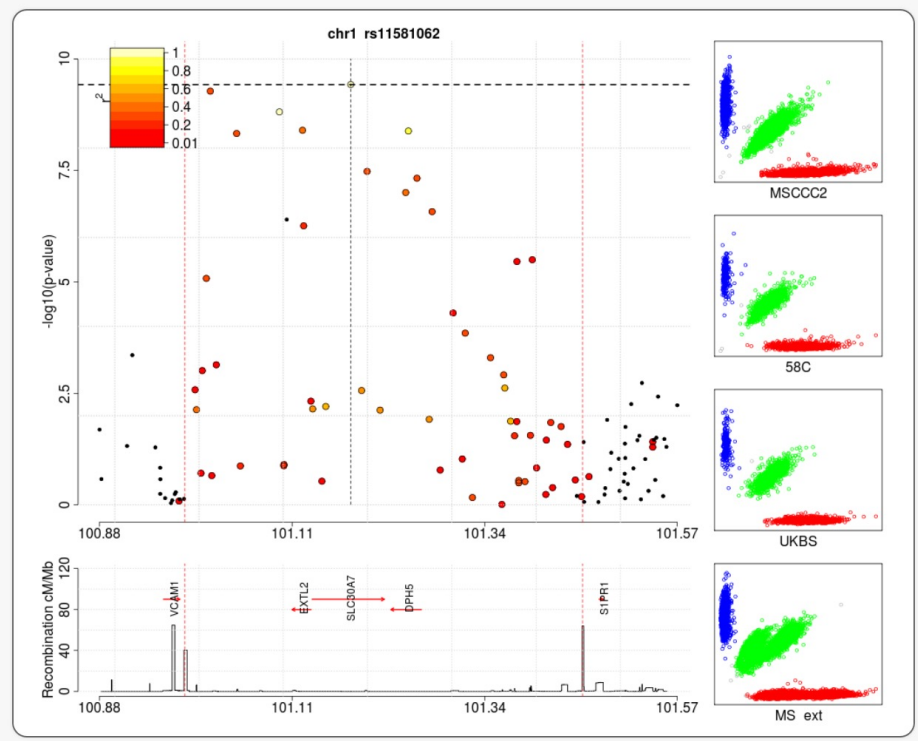 chr1 rs11581062
-log10(p-value)
10
7.5
5
2.5
0
r2
1
0.8
0.6
0.4
0.2
0.01
100.88
101.11
101.34
101.57
Recombination cM/Mb
120
80
40
0
VCAM1
EXTL2
SLC30A7
DPH5
S1PR1
100.88
101.11
101.34
101.57
MSCCC2
58C
UKBS
MS ext